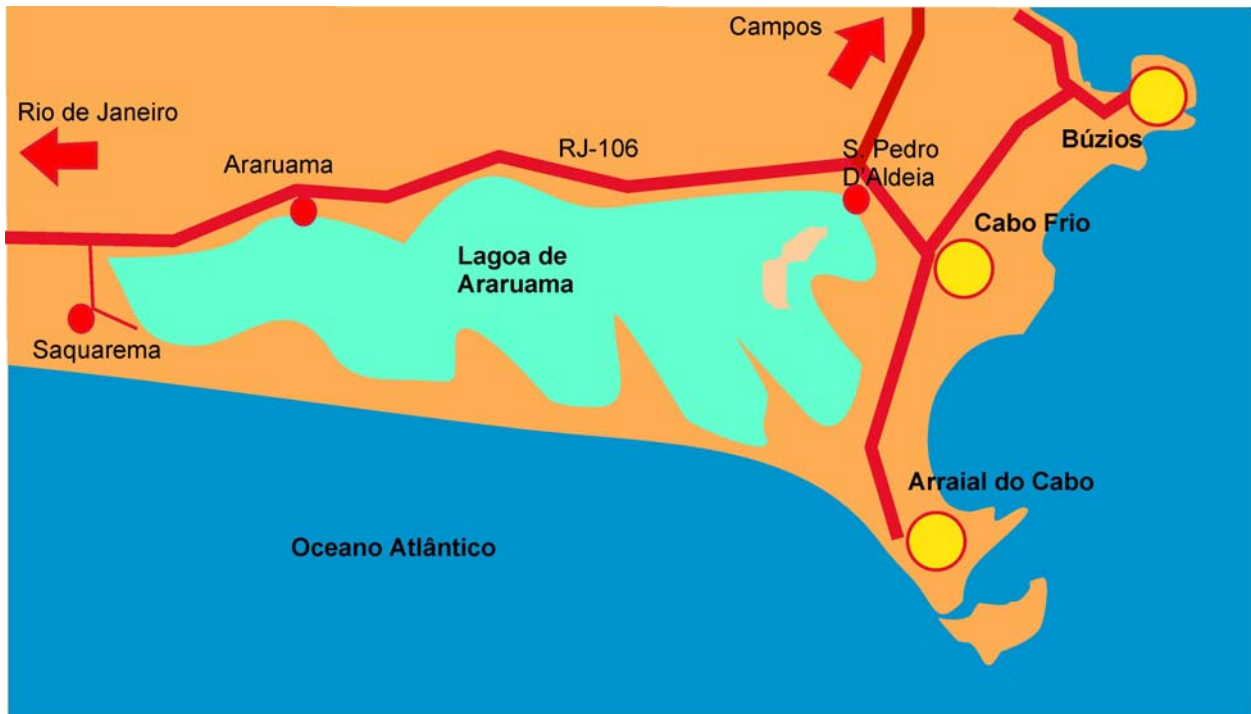 Campos
Rio de Janeiro
Araruama
RJ-106
S. Pedro
D'Aldeia
Búzios
Cabo Frio
Lagoa de
Araruama
Saquarema
Arraial do Cabo
Oceano Atlântico